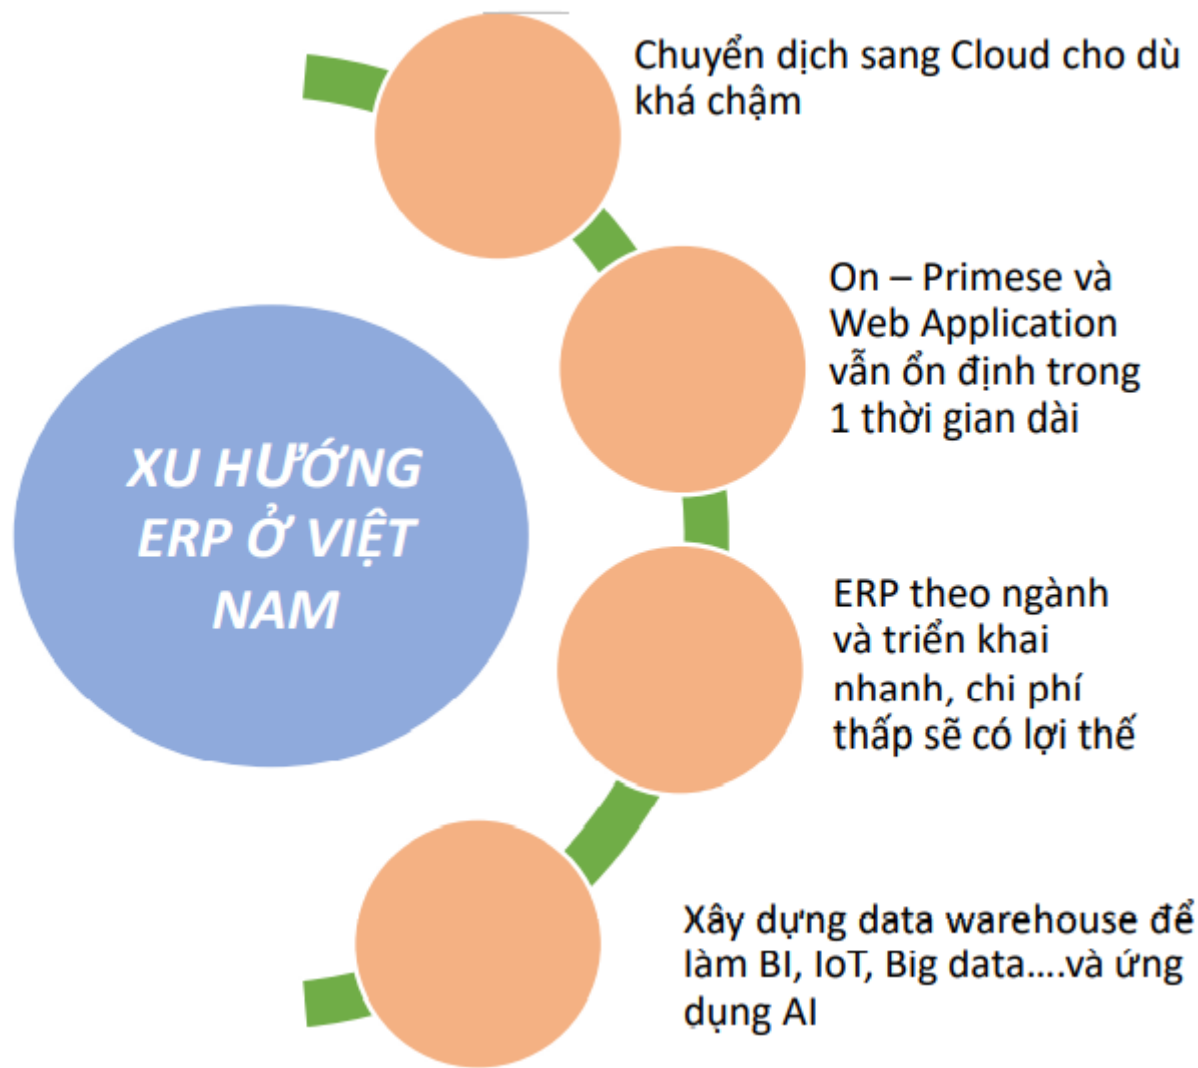 Chuyển dịch sang Cloud cho dù
khá chậm
On – Primese và
Web Application
vẫn ổn định trong
1 thời gian dài
XU HƯỚNG
ERP Ở VIỆT
NAM
ERP theo ngành
và triển khai
nhanh, chi phí
thấp sẽ có lợi thế
Xây dựng data warehouse để
làm BI, IoT, Big data....và ứng
dụng AI